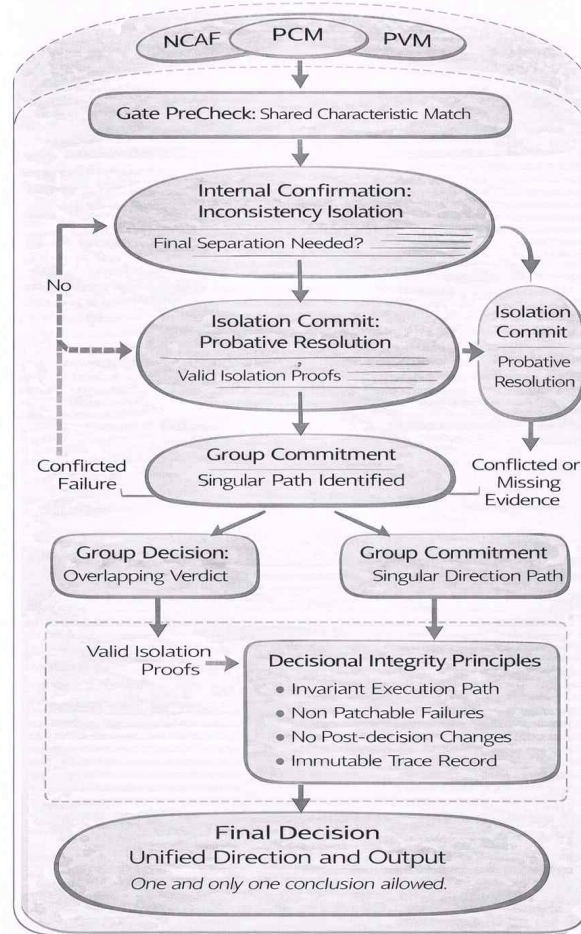 NCAF
PCM
PVM
Gate PreCheck: Shared Characteristic Match
Internal Confirmation:
Inconsistency Isolation
Final Separation Needed?
No
Isolation Commit:
Probative Resolution
Valid Isolation Proofs
Isolation
Commit
Probative
Resolution
Group Commitment
Singular Path Identified
Conflircted
Failure
Conflicted or
Missing
Evidence
Group Decision:
Overlapping Verdict
Group Commitment
Singular Direction Path
Valid Isolation
Proofs
Decisional Integrity Principles
• Invariant Execution Path
• Non Patchable Failures
• No Post-decision Changes
• Immutable Trace Record
Final Decision
Unified Direction and Output
One and only one conclusion allowed.